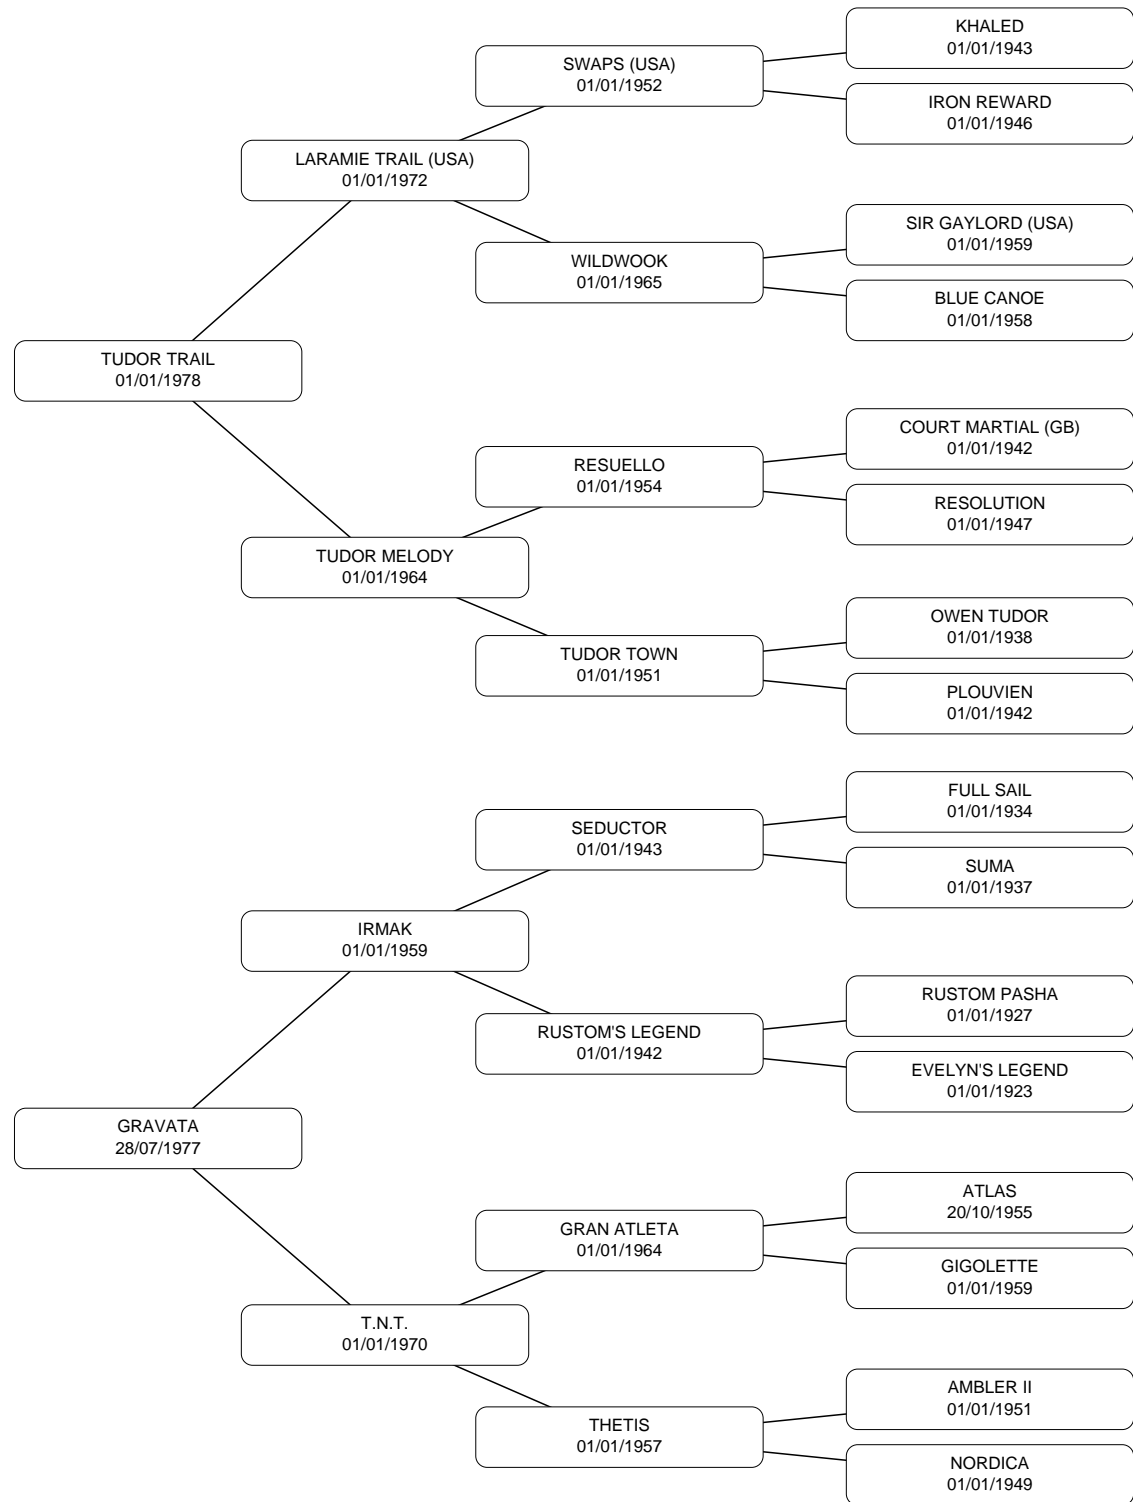 KHALED
01/01/1943
SWAPS (USA)
01/01/1952
IRON REWARD
01/01/1946
LARAMIE TRAIL (USA)
01/01/1972
SIR GAYLORD (USA)
01/01/1959
WILDWOOK
01/01/1965
BLUE CANOE
01/01/1958
TUDOR TRAIL
01/01/1978
COURT MARTIAL (GB)
01/01/1942
RESUELLO
01/01/1954
RESOLUTION
01/01/1947
TUDOR MELODY
01/01/1964
OWEN TUDOR
01/01/1938
TUDOR TOWN
01/01/1951
PLOUVIEN
01/01/1942
FULL SAIL
01/01/1934
SEDUCTOR
01/01/1943
SUMA
01/01/1937
IRMAK
01/01/1959
RUSTOM PASHA
01/01/1927
RUSTOM'S LEGEND
01/01/1942
EVELYN'S LEGEND
01/01/1923
GRAVATA
28/07/1977
ATLAS
20/10/1955
GRAN ATLETA
01/01/1964
GIGOLETTE
01/01/1959
T.N.T.
01/01/1970
AMBLER II
01/01/1951
THETIS
01/01/1957
NORDICA
01/01/1949